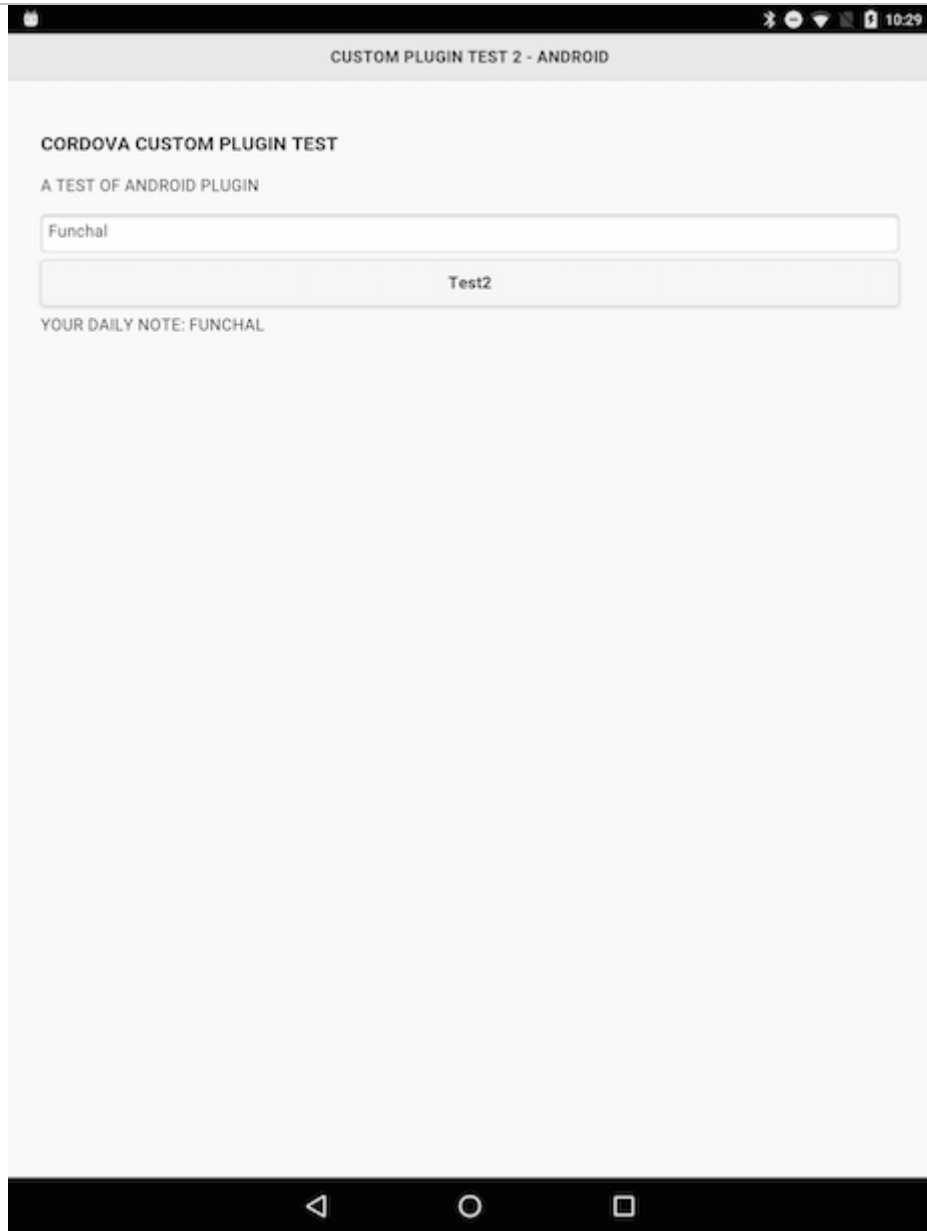 10:29
CUSTOM PLUGIN TEST 2 - ANDROID
CORDOVA CUSTOM PLUGIN TEST
A TEST OF ANDROID PLUGIN
Funchal
Test2
YOUR DAILY NOTE: FUNCHAL